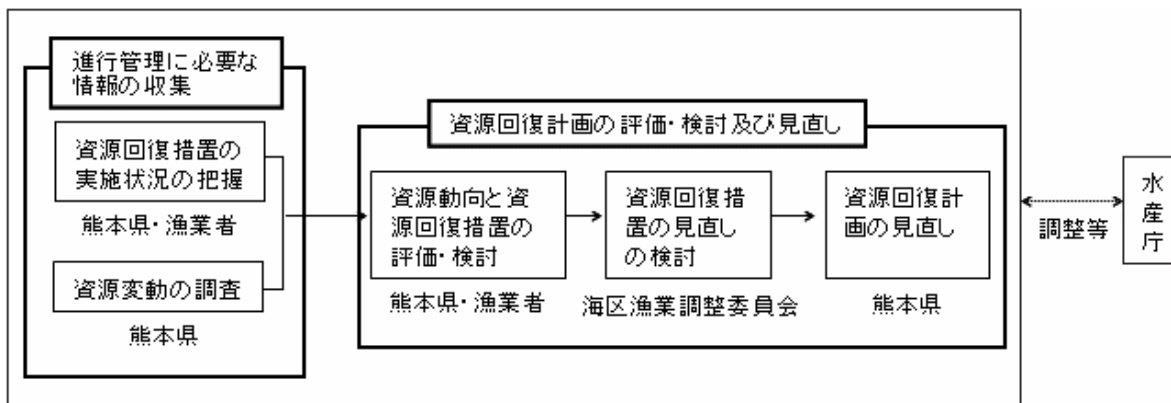 進行管理に必要な
情報の収集
資源回復措置の
実施状況の把握
熊本県・漁業者
資源変動の調査
熊本県
資源回復計画の評価・検討及び見直し
資源動向と資
源回復措置の
評価・検討
熊本県・漁業者
資源回復措
置の見直し
の検討
海区漁業調整委員会
資源回復計
画の見直し
熊本県
調整等
水産庁